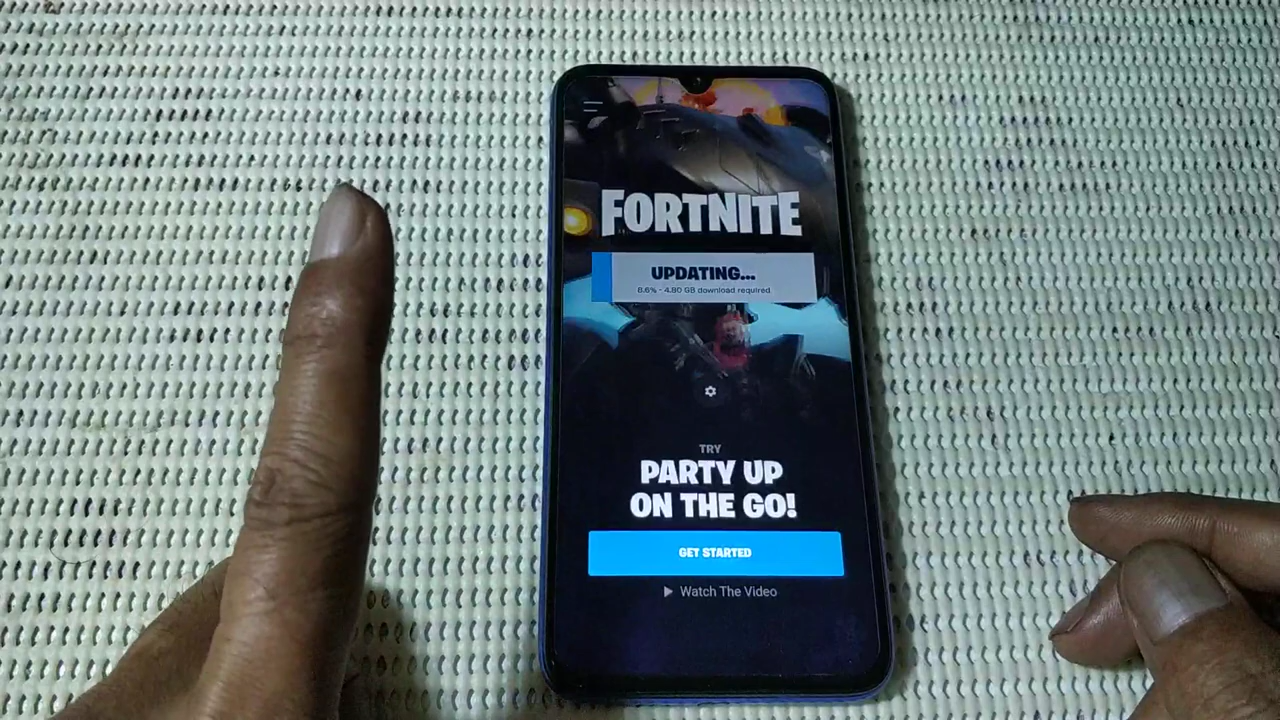 FORTNITE
UPDATING...
8.6% - 4.80 GB download required
TRY
PARTY UP
ON THE GO!
GET STARTED
Watch The Video